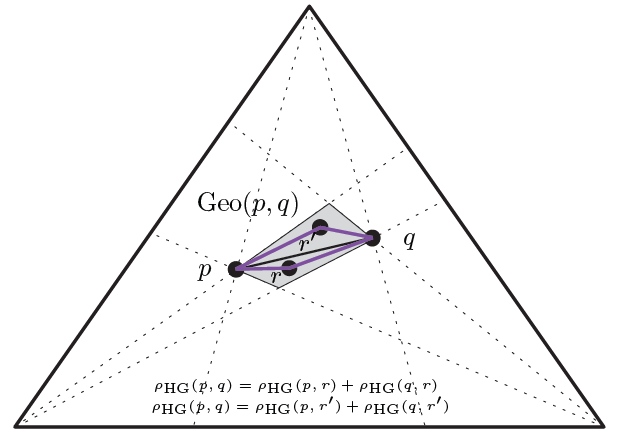 Geo(p, q)
r′
q
p
r
ρHG(p, q) = ρHG(p, r) + ρHG(q, r)
ρHG(p, q) = ρHG(p, r′) + ρHG(q, r′)